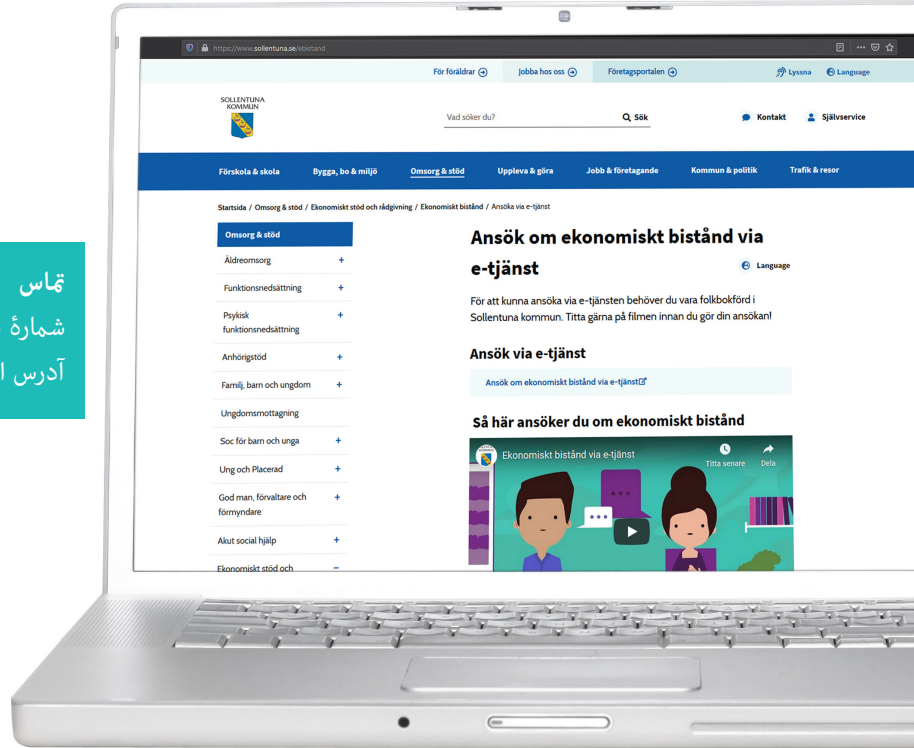 https://www.sollentuna.se/ebistand
För föräldrar
Jobba hos oss
Företagsportalen
Lyssna
Language
SOLLENTUNA
KOMMUN
Vad söker du?
Sök
Kontakt
Självservice
Förskola & skola
Bygga, bo & miljö
Omsorg & stöd
Uppleva & göra
Jobb & företagande
Kommun & politik
Trafik & resor
Startsida / Omsorg & stöd / Ekonomiskt stöd och rådgivning / Ekonomiskt bistånd / Ansöka via e-tjänst
Omsorg & stöd
Äldreomsorg +
Funktionsnedsättning +
Psykisk +
funktionsnedsättning
Anhörigstöd +
Familj, barn och ungdom +
Ungdomsmottagning
Soc för barn och unga +
Ung och Placerad +
God man, förvaltare och +
förmyndare
Akut social hjälp +
Ekonomiskt stöd och −
Ansök om ekonomiskt bistånd via
e-tjänst
Language
För att kunna ansöka via e-tjänsten behöver du vara folkbokförd i
Sollentuna kommun. Titta gärna på filmen innan du gör din ansökan!
Ansök via e-tjänst
Ansök om ekonomiskt bistånd via e-tjänst
Så här ansöker du om ekonomiskt bistånd
Ekonomiskt bistånd via e-tjänst
Titta senare
Dela
تماس
شمارهٔ
آدرس